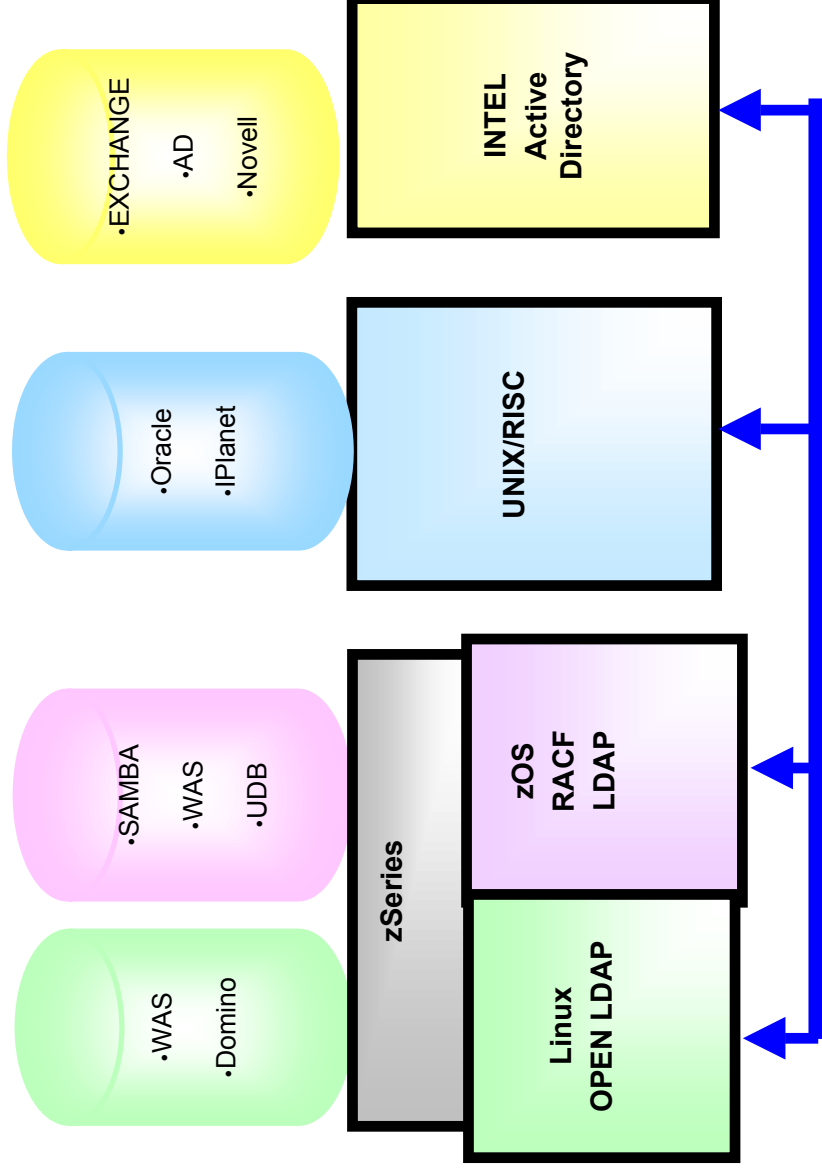 •WAS
•Domino
•SAMBA
•WAS
•UDB
•Oracle
•IPlanet
•EXCHANGE
•AD
•Novell
zSeries
Linux
OPEN LDAP
zOS
RACF
LDAP
UNIX/RISC
INTEL
Active
Directory